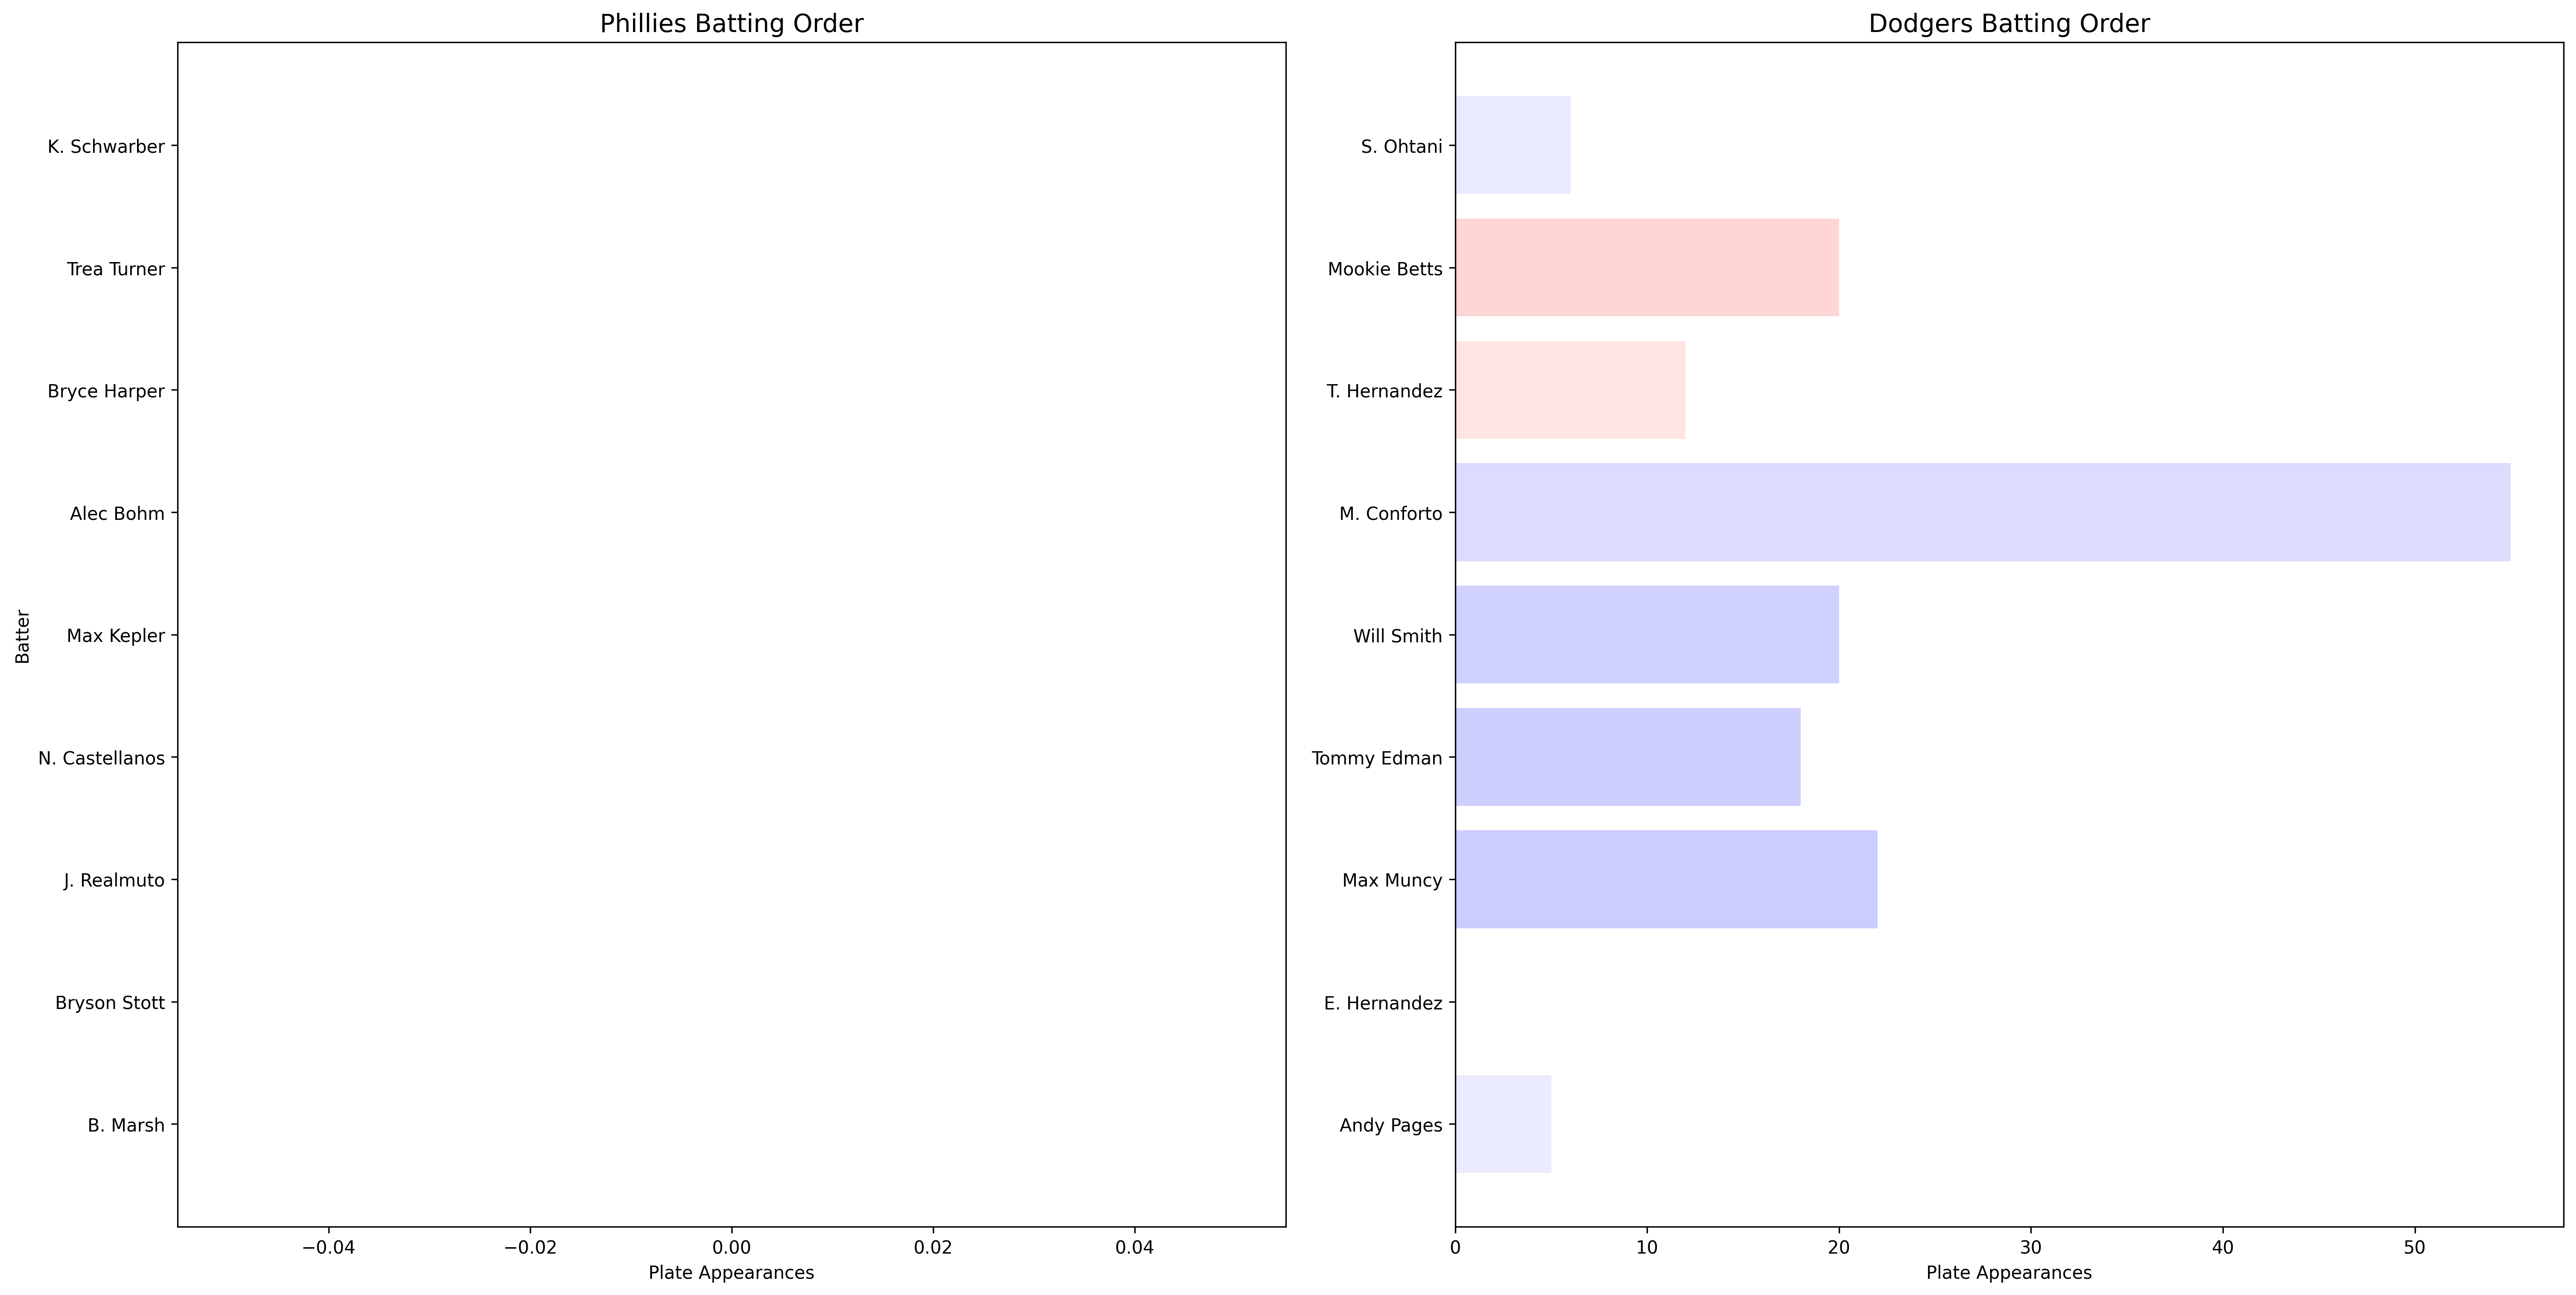 Phillies Batting Order
Batter
K. Schwarber
Trea Turner
Bryce Harper
Alec Bohm
Max Kepler
N. Castellanos
J. Realmuto
Bryson Stott
B. Marsh
−0.04 −0.02 0.00 0.02 0.04
Plate Appearances
Dodgers Batting Order
S. Ohtani
Mookie Betts
T. Hernandez
M. Conforto
Will Smith
Tommy Edman
Max Muncy
E. Hernandez
Andy Pages
0 10 20 30 40 50
Plate Appearances